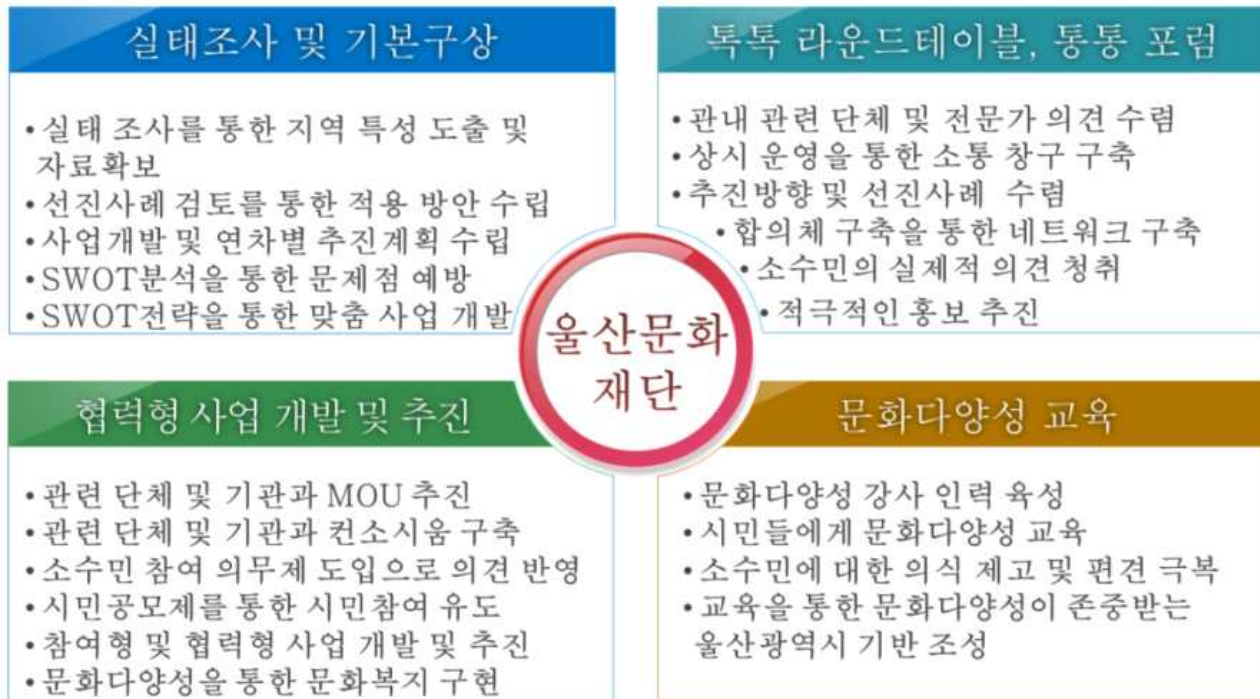 실태조사 및 기본구상
• 실태 조사를 통한 지역 특성 도출 및
자료확보
• 선진사례 검토를 통한 적용 방안 수립
• 사업개발 및 연차별 추진계획 수립
• SWOT분석을 통한 문제점 예방
• SWOT전략을 통한 맞춤 사업 개발
톡톡 라운드테이블, 통통 포럼
• 관내 관련 단체 및 전문가 의견 수렴
• 상시 운영을 통한 소통 창구 구축
• 추진방향 및 선진사례 수렴
• 합의체 구축을 통한 네트워크 구축
• 소수민의 실제적 의견 청취
• 적극적인 홍보 추진
울산문화
재단
협력형 사업 개발 및 추진
• 관련 단체 및 기관과 MOU 추진
• 관련 단체 및 기관과 컨소시움 구축
• 소수민 참여 의무제 도입으로 의견 반영
• 시민공모제를 통한 시민참여 유도
• 참여형 및 협력형 사업 개발 및 추진
• 문화다양성을 통한 문화복지 구현
문화다양성 교육
• 문화다양성 강사 인력 육성
• 시민들에게 문화다양성 교육
• 소수민에 대한 의식 제고 및 편견 극복
• 교육을 통한 문화다양성이 존중받는
울산광역시 기반 조성